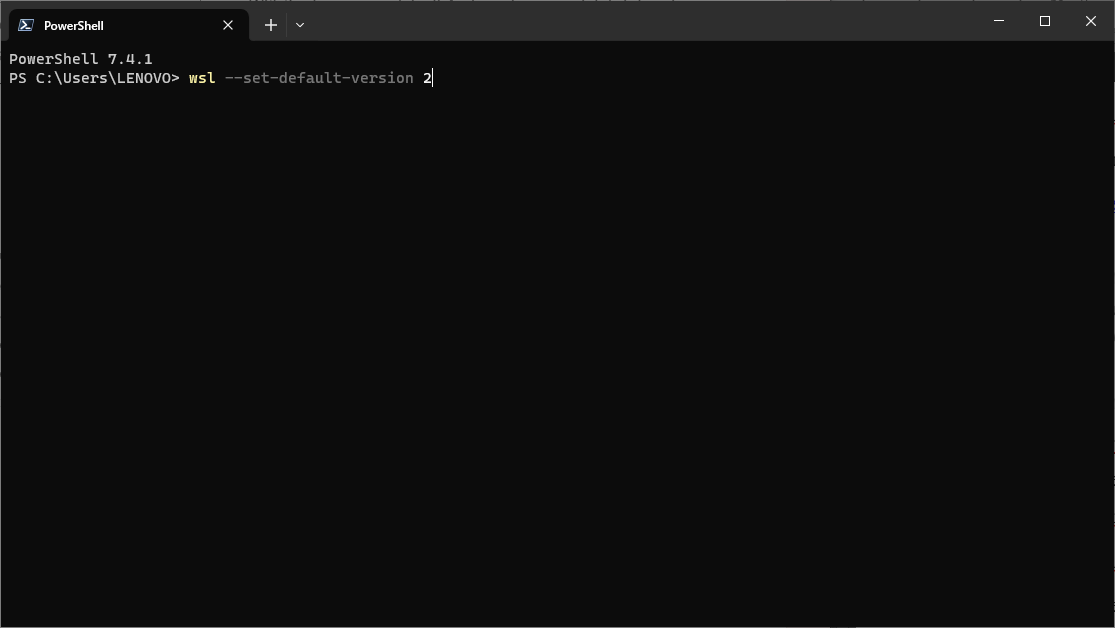 PowerShell
PowerShell 7.4.1
PS C:\Users\LENOVO> wsl --set-default-version 2